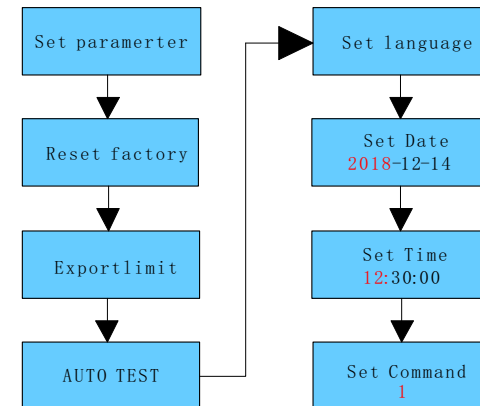 Set paramerter
Reset factory
Exportlimit
AUTO TEST
Set language
Set Date
2018-12-14
Set Time
12:30:00
Set Command
1